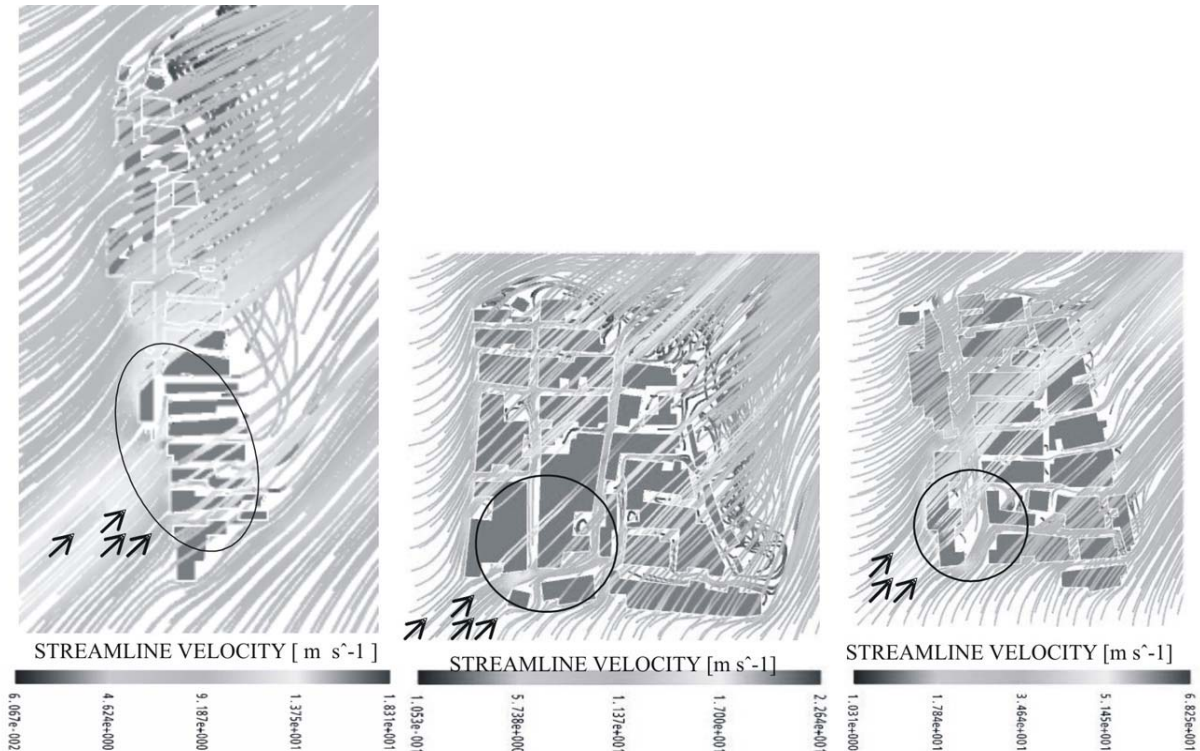 STREAMLINE VELOCITY [ m s^-1 ]
6.067e-002
4.624e+000
9.187e+000
1.375e+001
1.831e+001
STREAMLINE VELOCITY [m s^-1]
1.053e-001
5.738e+000
1.137e+001
1.700e+001
2.264e+001
STREAMLINE VELOCITY [m s^-1]
1.031e+000
1.784e+001
3.464e+001
5.145e+001
6.825e+001